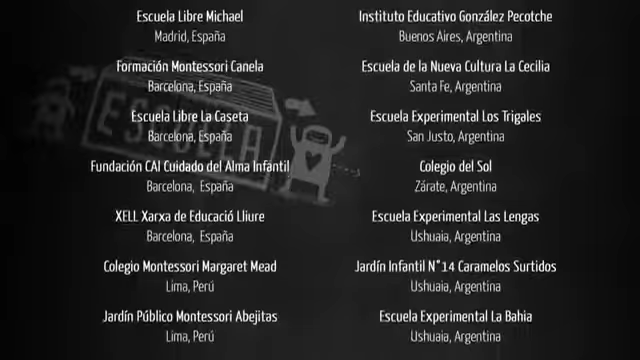 Escuela Libre Michael
Madrid, España
Formación Montessori Canela
Barcelona, España
Escuela Libre La Caseta
Barcelona, España
Fundación CAI Cuidado del Alma Infantil
Barcelona, España
XELL Xarxa de Educació Lliure
Barcelona, España
Colegio Montessori Margaret Mead
Lima, Perú
Jardín Público Montessori Abejitas
Lima, Perú
Instituto Educativo González Pecotche
Buenos Aires, Argentina
Escuela de la Nueva Cultura La Cecilia
Santa Fe, Argentina
Escuela Experimental Los Trigales
San Justo, Argentina
Colegio del Sol
Zárate, Argentina
Escuela Experimental Las Lengas
Ushuaia, Argentina
Jardín Infantil N°14 Caramelos Surtidos
Ushuaia, Argentina
Escuela Experimental La Bahia
Ushuaia, Argentina
ESCUELA